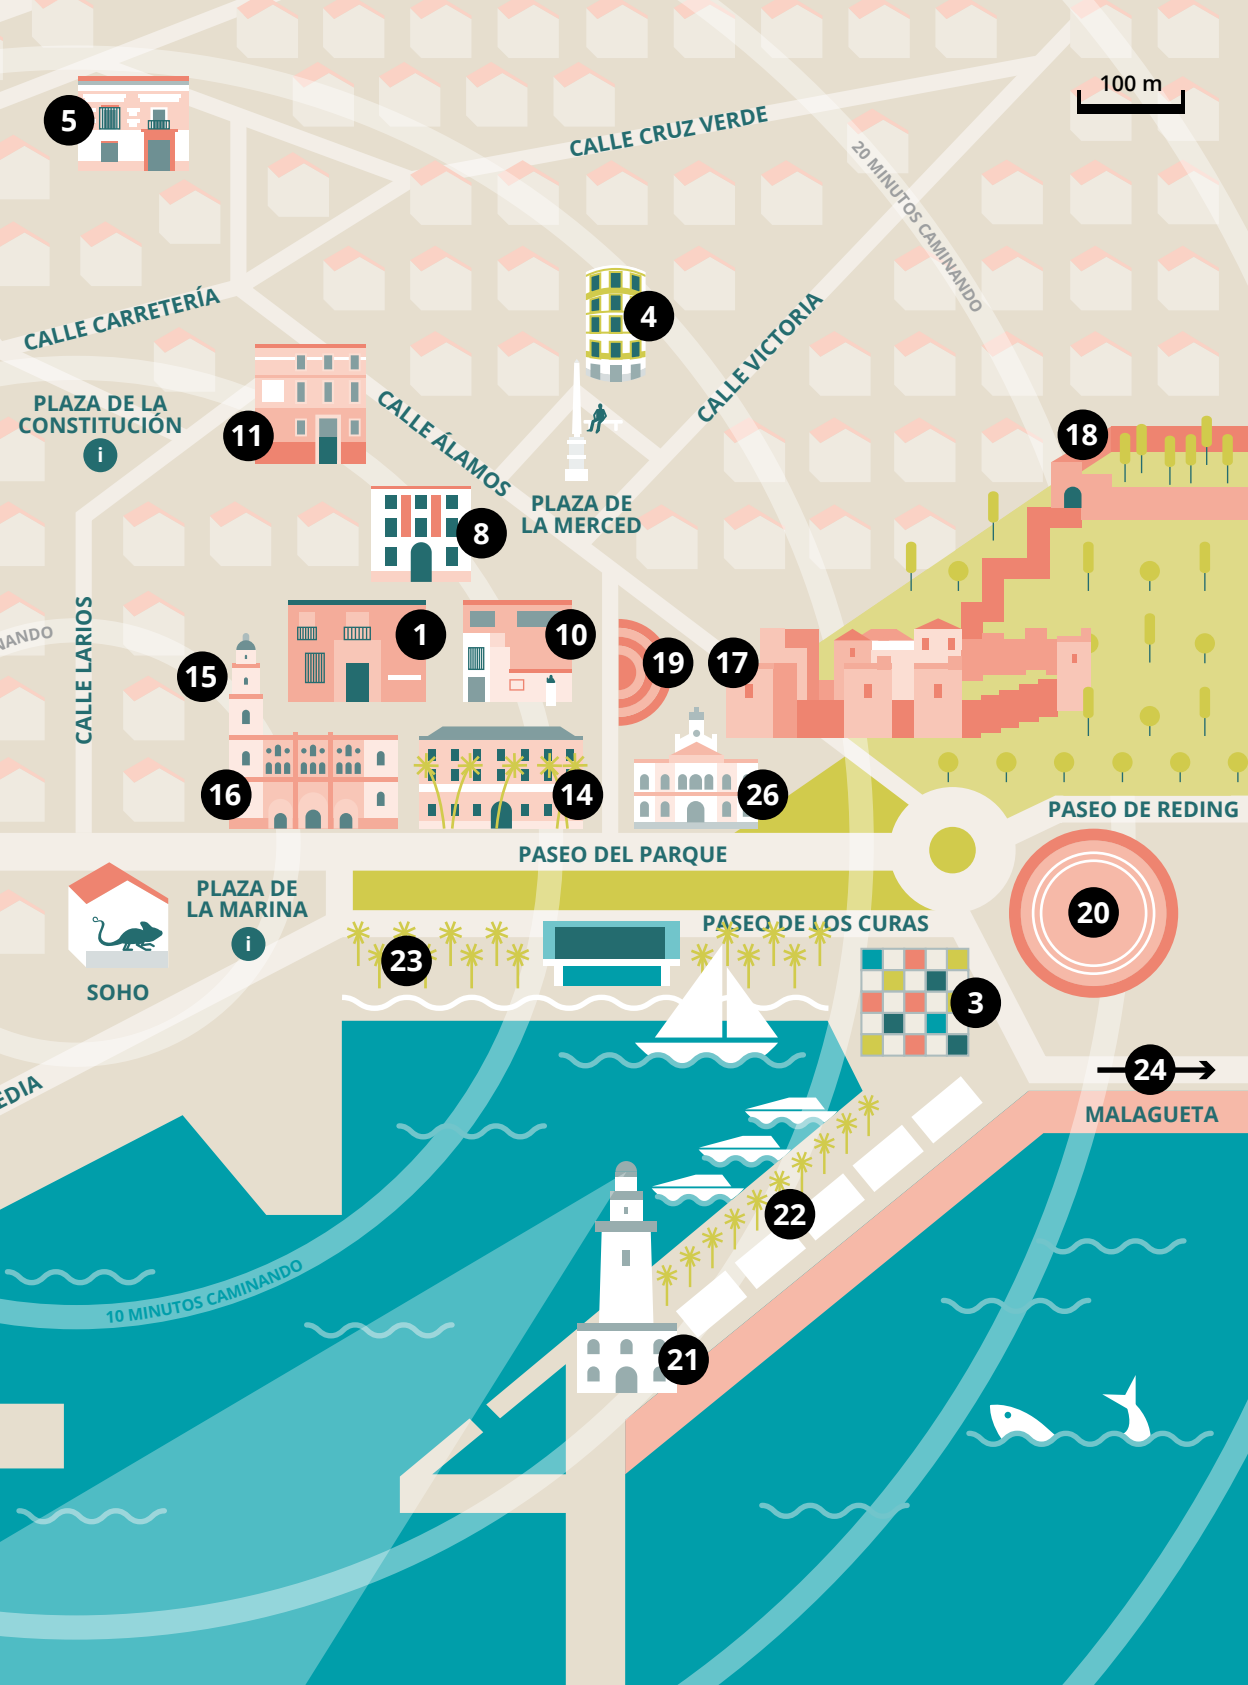 100 m
5
CALLE CRUZ VERDE
20 MINUTOS CAMINANDO
CALLE CARRETERÍA
4
CALLE VICTORIA
PLAZA DE LA
CONSTITUCIÓN
i
11
CALLE ÁLAMOS
18
PLAZA DE
LA MERCED
8
CALLE LARIOS
NANDO
1
10
15
19
17
16
14
26
PASEO DE REDING
PASEO DEL PARQUE
PLAZA DE
LA MARINA
i
PASEO DE LOS CURAS
20
23
SOHO
3
EDIA
24
MALAGUETA
22
10 MINUTOS CAMINANDO
21